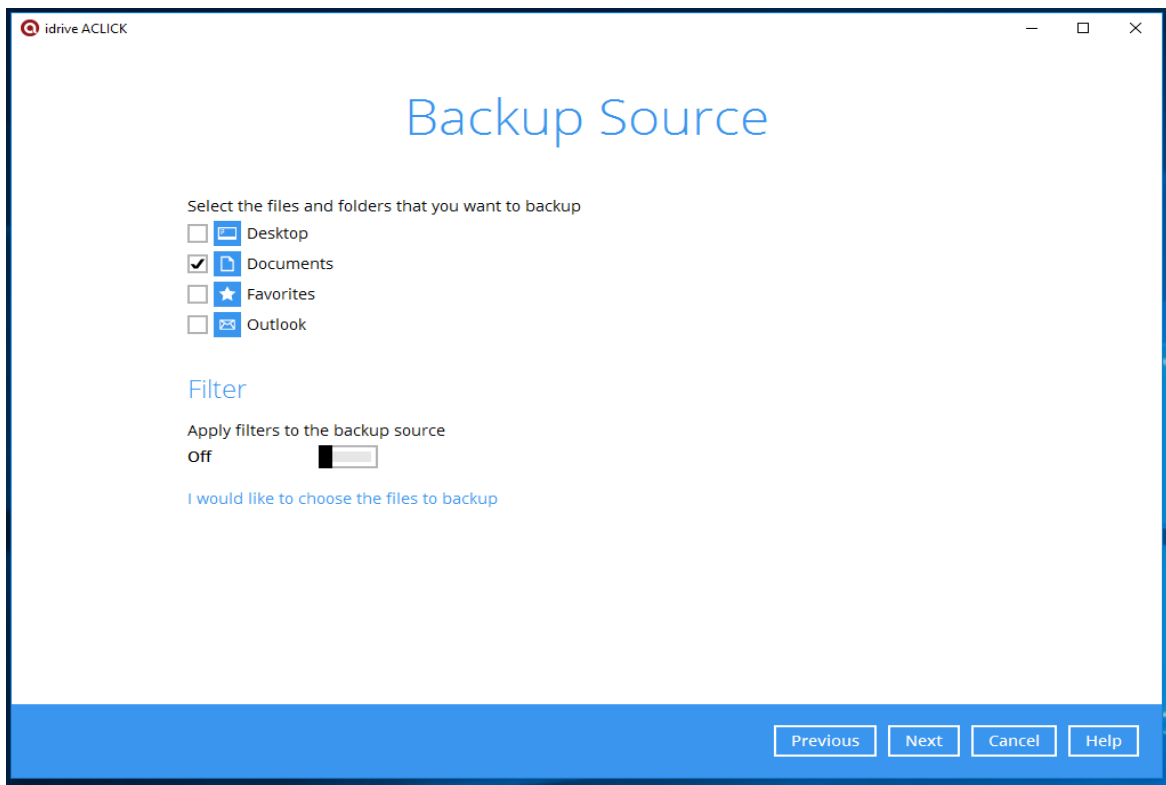 idrive ACLICK
Backup Source
Select the files and folders that you want to backup
Desktop
Documents
Favorites
Outlook
Filter
Apply filters to the backup source
Off
I would like to choose the files to backup
Previous Next Cancel Help